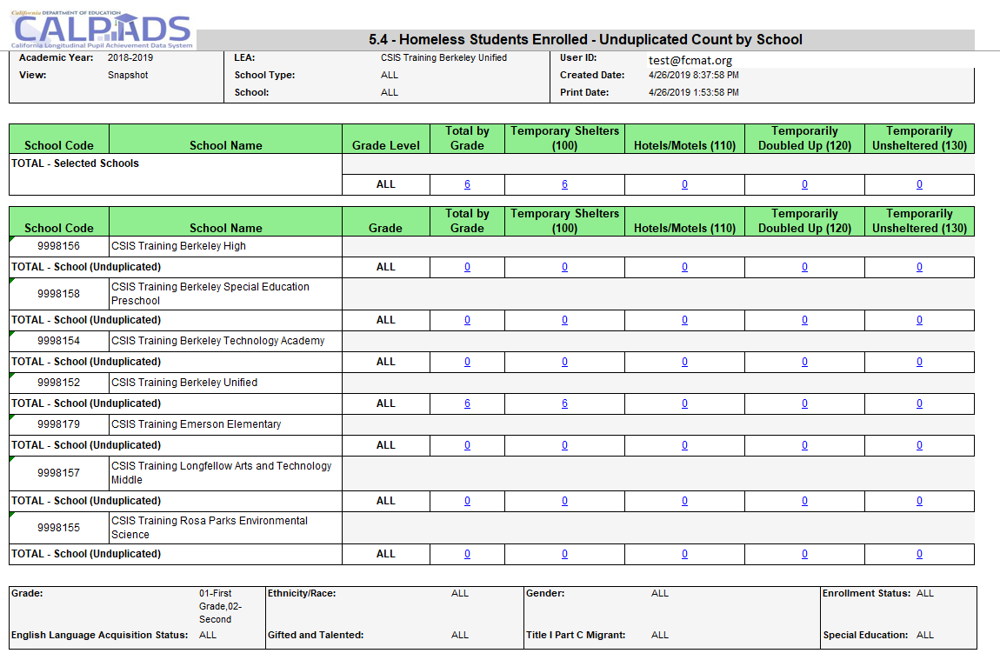 California DEPARTMENT OF EDUCATION
CALPADS
California Longitudinal Pupil Achievement Data System
5.4 - Homeless Students Enrolled - Unduplicated Count by School
Academic Year: 2018-2019 LEA: CSIS Training Berkeley Unified User ID: test@fcmat.org
View: Snapshot School Type: ALL Created Date: 4/26/2019 8:37:58 PM
School: ALL Print Date: 4/26/2019 1:53:58 PM
School Code School Name Grade Level Total by Grade Temporary Shelters (100) Hotels/Motels (110) Temporarily Doubled Up (120) Temporarily Unsheltered (130)
TOTAL - Selected Schools
ALL 6 6 0 0 0
School Code School Name Grade Total by Grade Temporary Shelters (100) Hotels/Motels (110) Temporarily Doubled Up (120) Temporarily Unsheltered (130)
9998156 CSIS Training Berkeley High
TOTAL - School (Unduplicated) ALL 0 0 0 0 0
9998158 CSIS Training Berkeley Special Education
Preschool
TOTAL - School (Unduplicated) ALL 0 0 0 0 0
9998154 CSIS Training Berkeley Technology Academy
TOTAL - School (Unduplicated) ALL 0 0 0 0 0
9998152 CSIS Training Berkeley Unified
TOTAL - School (Unduplicated) ALL 6 6 0 0 0
9998179 CSIS Training Emerson Elementary
TOTAL - School (Unduplicated) ALL 0 0 0 0 0
9998157 CSIS Training Longfellow Arts and Technology
Middle
TOTAL - School (Unduplicated) ALL 0 0 0 0 0
9998155 CSIS Training Rosa Parks Environmental
Science
TOTAL - School (Unduplicated) ALL 0 0 0 0 0
Grade: 01-First Ethnicity/Race: ALL Gender: ALL Enrollment Status: ALL
Grade,02-
Second
English Language Acquisition Status: ALL Gifted and Talented: ALL Title I Part C Migrant: ALL Special Education: ALL